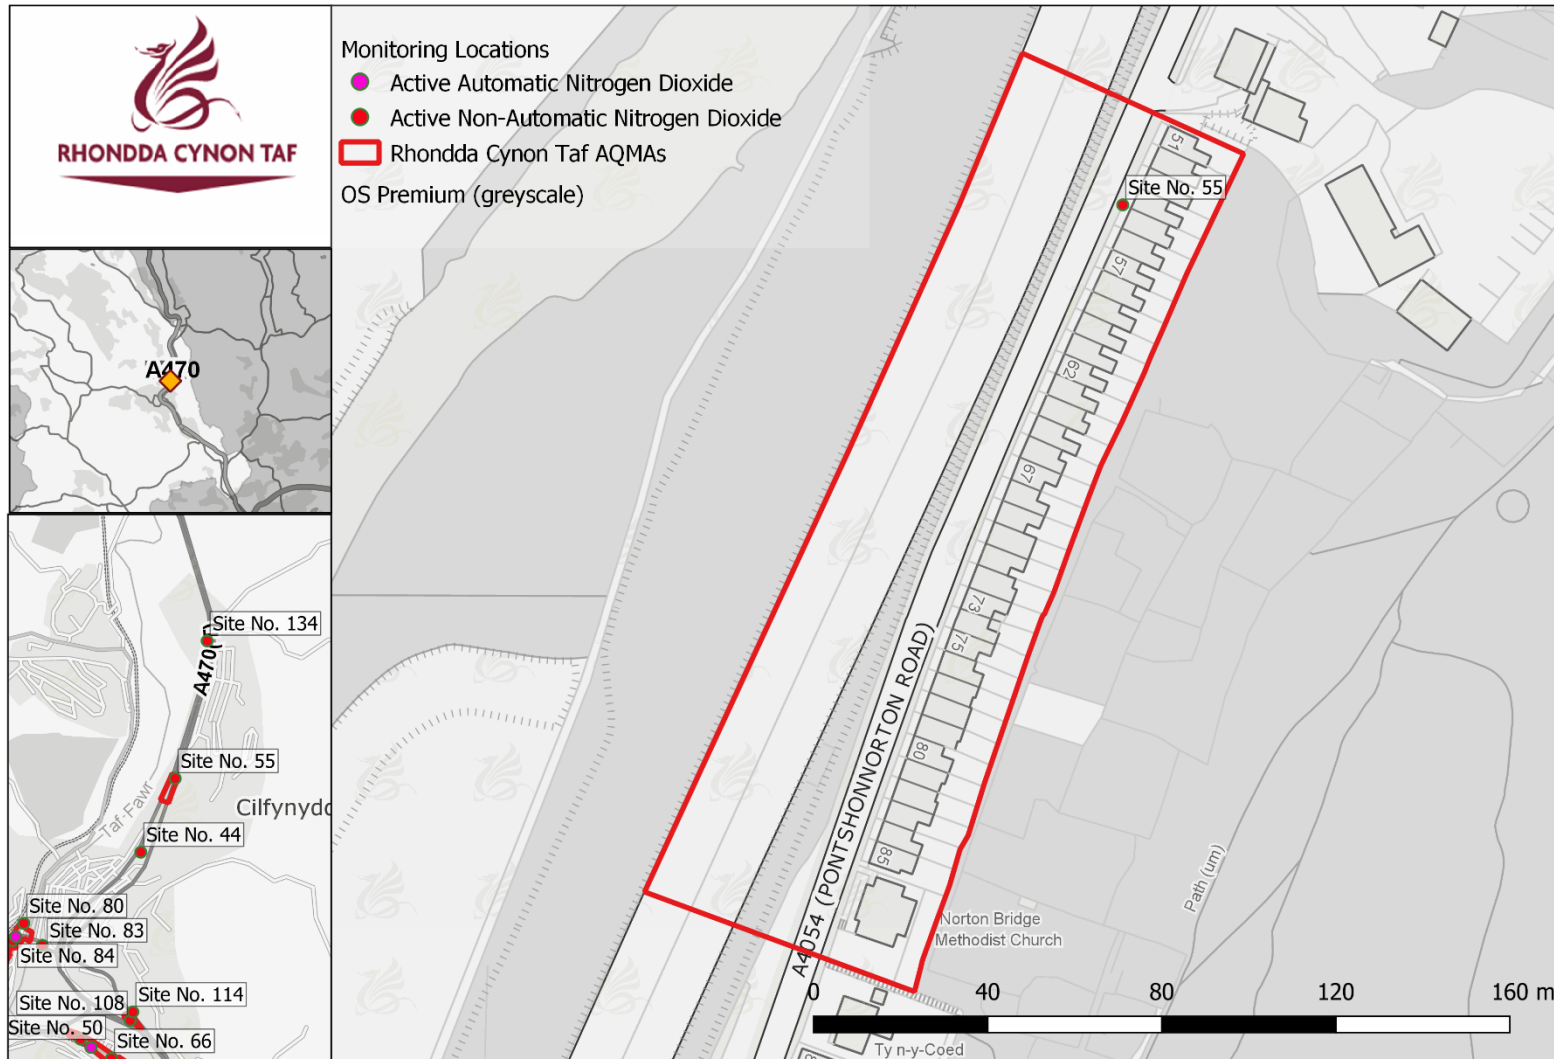 RHONDDA CYNON TAF
Monitoring Locations
Active Automatic Nitrogen Dioxide
Active Non-Automatic Nitrogen Dioxide
Rhondda Cynon Taf AQMAs
OS Premium (greyscale)
A470
Site No. 134
A470(T
Site No. 55
Cilfynydd
Taf Fawr
Site No. 44
Site No. 80
Site No. 83
Site No. 84
Site No. 108
Site No. 114
Site No. 50
Site No. 66
51
Site No. 55
57
62
67
73
75
80
85
A4054 (PONTSHONNORTON ROAD)
Norton Bridge
Methodist Church
Path (um)
Ty n-y-Coed
0 40 80 120 160 m